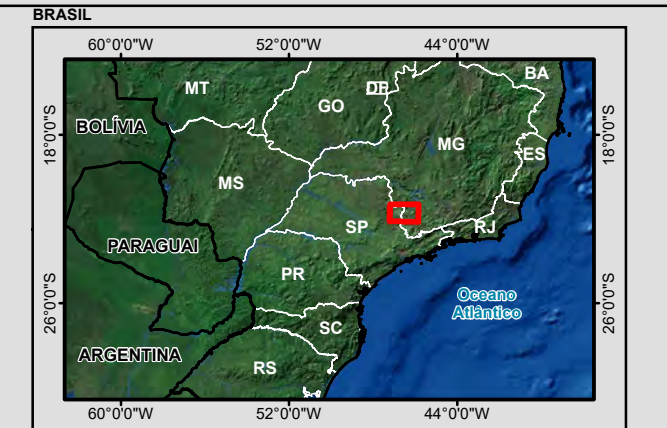 BRASIL
60°0'0"W 52°0'0"W 44°0'0"W
BA
MT
DF
GO
18°0'0"S
BOLÍVIA
18°0'0"S
MG
ES
MS
SP
RJ
PARAGUAI
PR
26°0'0"S
Oceano
Atlântico
26°0'0"S
SC
ARGENTINA
RS
60°0'0"W 52°0'0"W 44°0'0"W